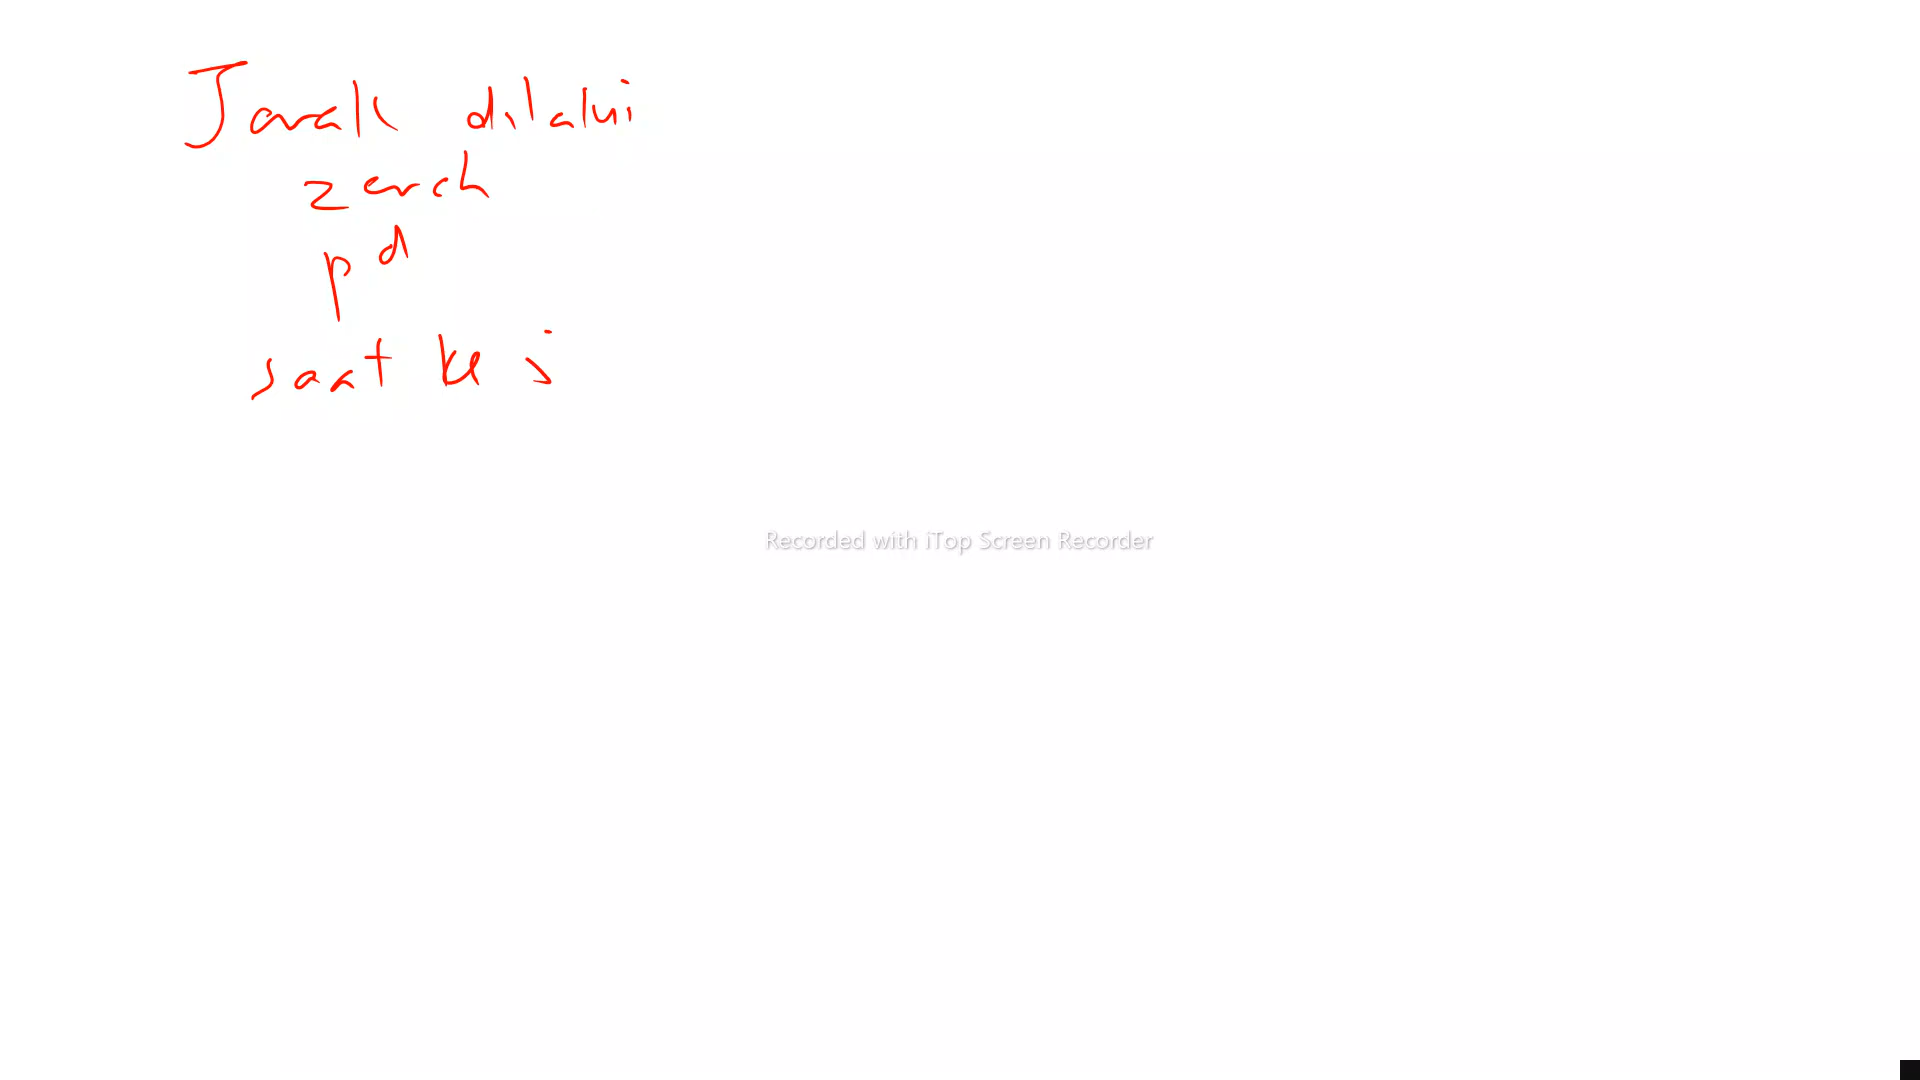 Jarak dilalui
zarah
pd
saat ke i
Recorded with iTop Screen Recorder